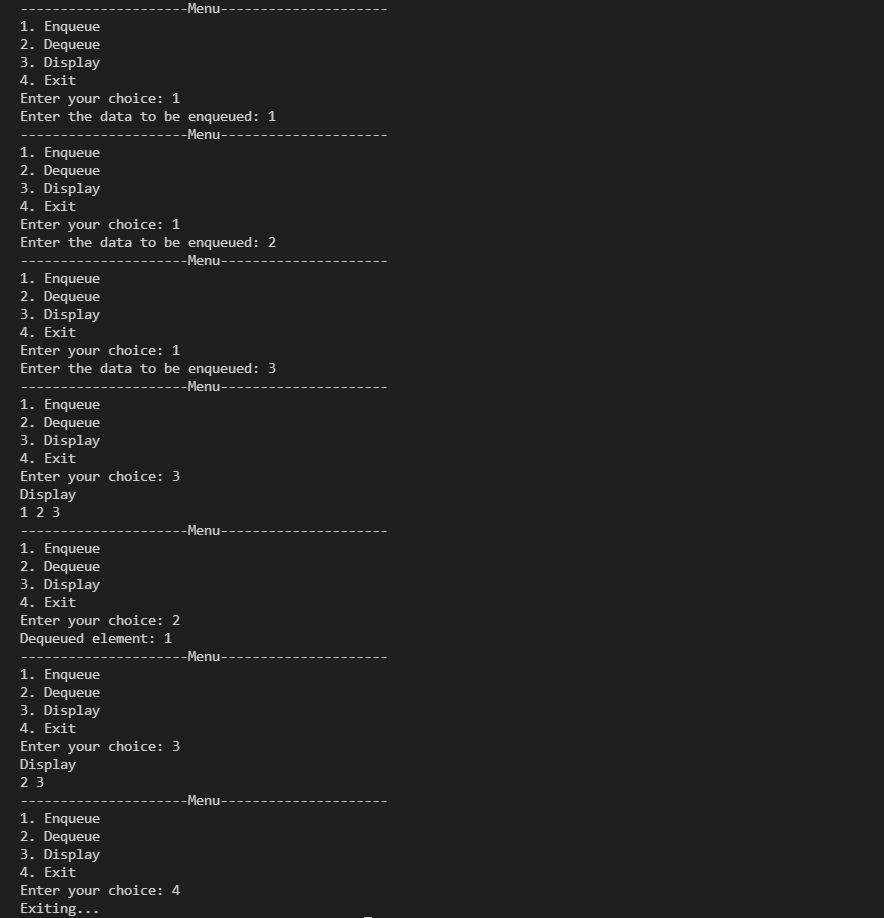 ---------------------Menu---------------------
1. Enqueue
2. Dequeue
3. Display
4. Exit
Enter your choice: 1
Enter the data to be enqueued: 1
---------------------Menu---------------------
1. Enqueue
2. Dequeue
3. Display
4. Exit
Enter your choice: 1
Enter the data to be enqueued: 2
---------------------Menu---------------------
1. Enqueue
2. Dequeue
3. Display
4. Exit
Enter your choice: 1
Enter the data to be enqueued: 3
---------------------Menu---------------------
1. Enqueue
2. Dequeue
3. Display
4. Exit
Enter your choice: 3
Display
1 2 3
---------------------Menu---------------------
1. Enqueue
2. Dequeue
3. Display
4. Exit
Enter your choice: 2
Dequeued element: 1
---------------------Menu---------------------
1. Enqueue
2. Dequeue
3. Display
4. Exit
Enter your choice: 3
Display
2 3
---------------------Menu---------------------
1. Enqueue
2. Dequeue
3. Display
4. Exit
Enter your choice: 4
Exiting...